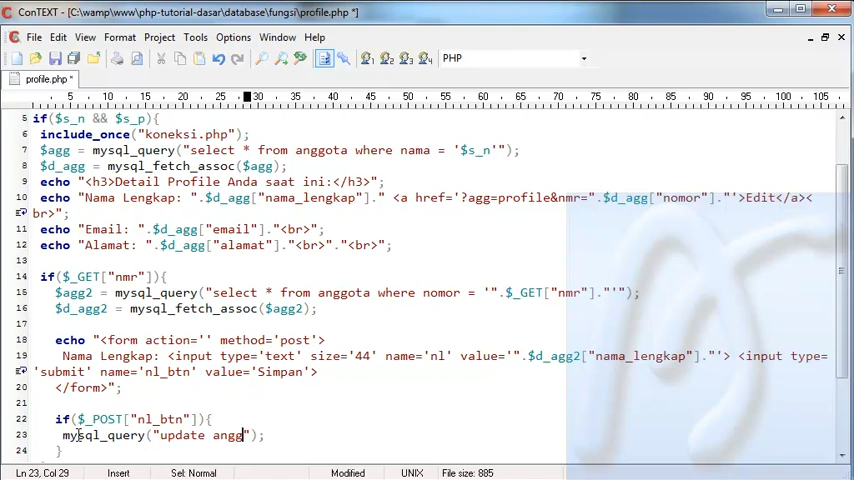 ConTEXT - [C:\wamp\www\php-tutorial-dasar\database\fungsi\profile.php *]
File Edit View Format Project Tools Options Window Help
1 2 3 4 PHP
profile.php *
5 10 15 20 25 30 35 40 45 50 55 60 65 70 75 80 85 90 95 100 105
5 if($s_n && $s_p){
6 include_once("koneksi.php");
7 $agg = mysql_query("select * from anggota where nama = '$s_n'");
8 $d_agg = mysql_fetch_assoc($agg);
9 echo "<h3>Detail Profile Anda saat ini:</h3>";
10 echo "Nama Lengkap: ".$d_agg["nama_lengkap"]." <a href='?agg=profile&nmr=".$d_agg["nomor"]."'>Edit</a><
br>";
11 echo "Email: ".$d_agg["email"]."<br>";
12 echo "Alamat: ".$d_agg["alamat"]."<br>"."<br>";
13
14 if($_GET["nmr"]){
15 $agg2 = mysql_query("select * from anggota where nomor = '".$_GET["nmr"]."'");
16 $d_agg2 = mysql_fetch_assoc($agg2);
17
18 echo "<form action='' method='post'>
19 Nama Lengkap: <input type='text' size='44' name='nl' value='".$d_agg2["nama_lengkap"]."'> <input type=
'submit' name='nl_btn' value='Simpan'>
20 </form>";
21
22 if($_POST["nl_btn"]){
23 mysql_query("update angg");
24 }
Ln 23, Col 29 Insert Sel: Normal Modified UNIX File size: 885